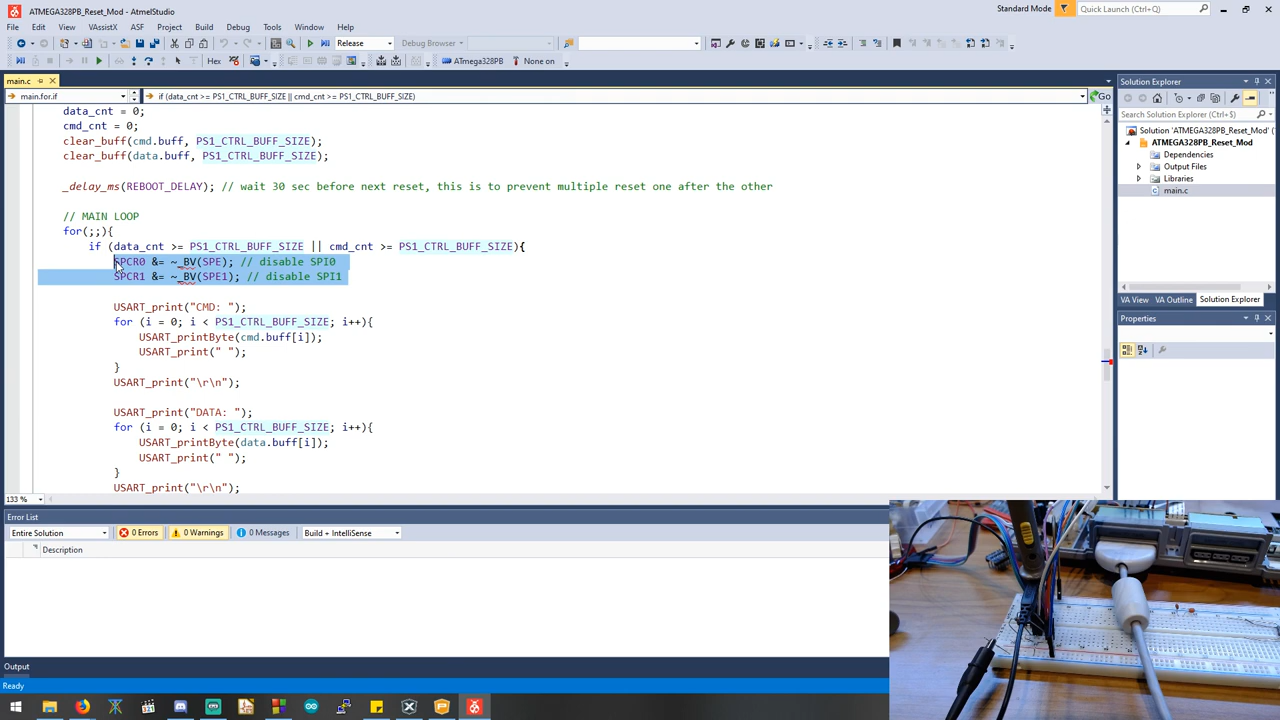 ATMEGA328PB_Reset_Mod - AtmelStudio
Standard Mode
Quick Launch (Ctrl+Q)
File Edit View VAssistX ASF Project Build Debug Tools Window Help
Release
Debug Browser
Hex
ATmega328PB
None on
main.c
main.for.if
if (data_cnt >= PS1_CTRL_BUFF_SIZE || cmd_cnt >= PS1_CTRL_BUFF_SIZE)
Go
data_cnt = 0;
cmd_cnt = 0;
clear_buff(cmd.buff, PS1_CTRL_BUFF_SIZE);
clear_buff(data.buff, PS1_CTRL_BUFF_SIZE);
_delay_ms(REBOOT_DELAY); // wait 30 sec before next reset, this is to prevent multiple reset one after the other
// MAIN LOOP
for(;;){
if (data_cnt >= PS1_CTRL_BUFF_SIZE || cmd_cnt >= PS1_CTRL_BUFF_SIZE){
SPCR0 &= ~_BV(SPE); // disable SPI0
SPCR1 &= ~_BV(SPE1); // disable SPI1
USART_print("CMD: ");
for (i = 0; i < PS1_CTRL_BUFF_SIZE; i++){
USART_printByte(cmd.buff[i]);
USART_print(" ");
}
USART_print("\r\n");
USART_print("DATA: ");
for (i = 0; i < PS1_CTRL_BUFF_SIZE; i++){
USART_printByte(data.buff[i]);
USART_print(" ");
}
USART_print("\r\n");
133 %
Solution Explorer
Search Solution Explorer (Ctrl+;)
Solution 'ATMEGA328PB_Reset_Mod' (
ATMEGA328PB_Reset_Mod
Dependencies
Output Files
Libraries
main.c
VA View VA Outline Solution Explorer
Properties
Error List
Entire Solution
0 Errors
0 Warnings
0 Messages
Build + IntelliSense
Description
Output
Ready